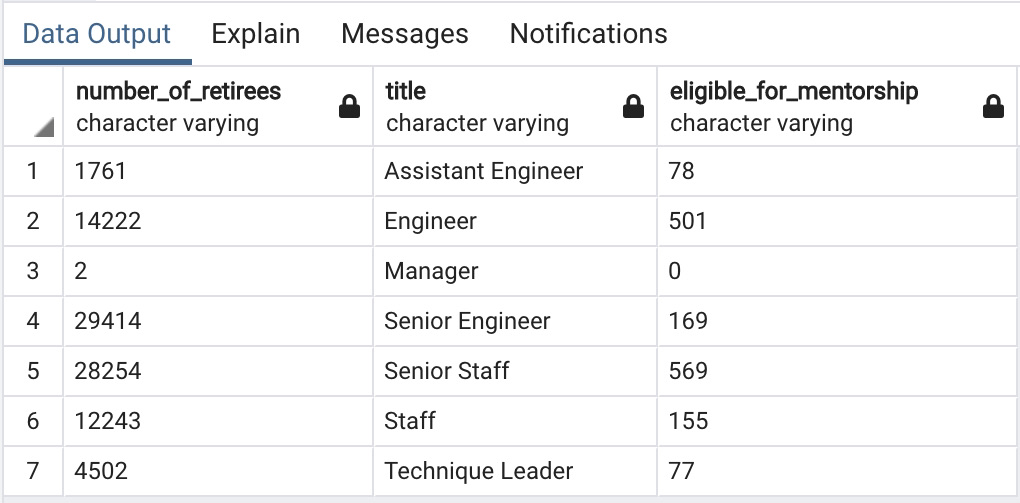 Data Output Explain Messages Notifications
number_of_retirees title eligible_for_mentorship
character varying character varying character varying
1 1761 Assistant Engineer 78
2 14222 Engineer 501
3 2 Manager 0
4 29414 Senior Engineer 169
5 28254 Senior Staff 569
6 12243 Staff 155
7 4502 Technique Leader 77